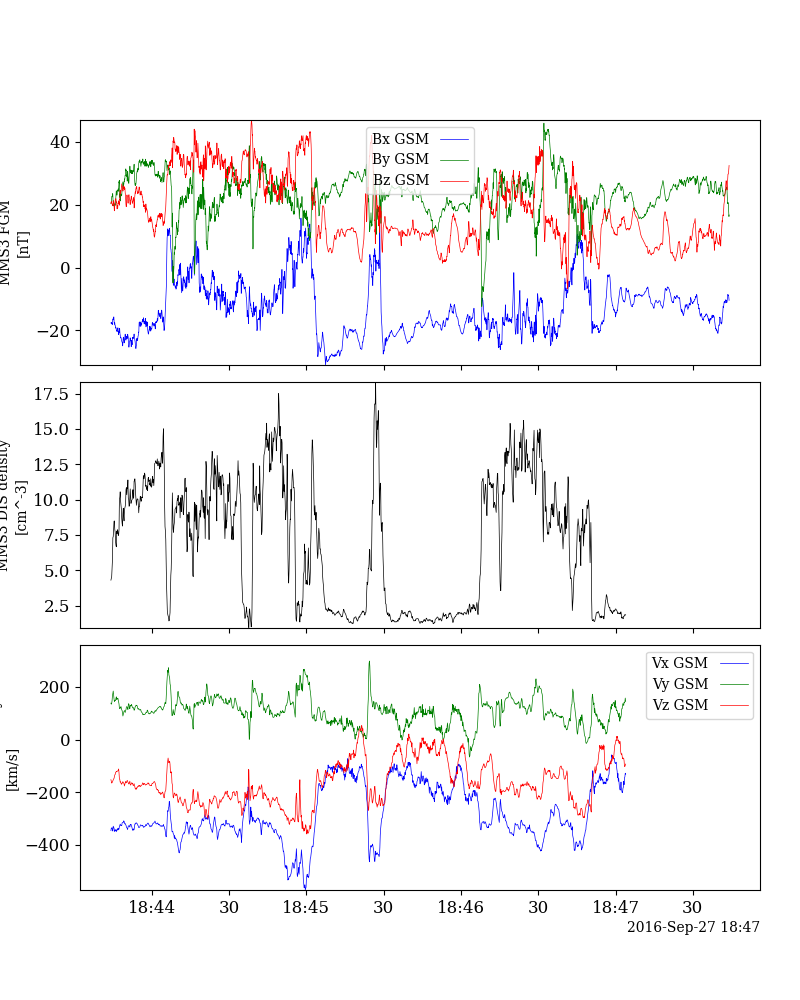 40
20
0
−20
MMS3 FGM
[nT]
Bx GSM
By GSM
Bz GSM
17.5
15.0
12.5
10.0
7.5
5.0
2.5
MMS3 DIS density
[cm^-3]
200
0
−200
−400
[km/s]
Vx GSM
Vy GSM
Vz GSM
18:44 30 18:45 30 18:46 30 18:47 30
2016-Sep-27 18:47